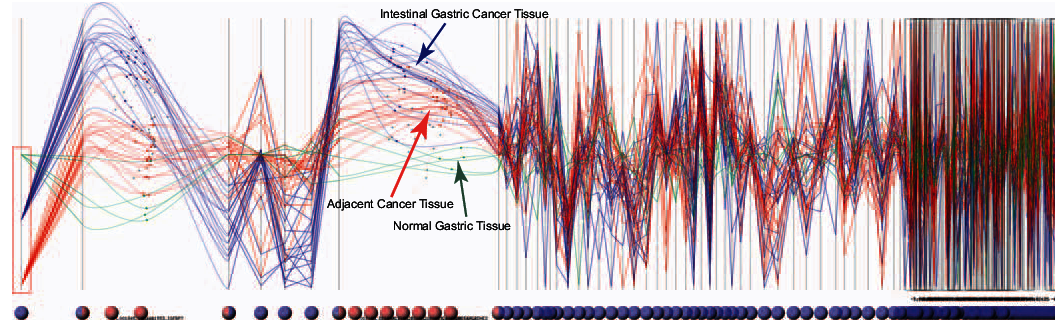 Intestinal Gastric Cancer Tissue
Adjacent Cancer Tissue
Normal Gastric Tissue